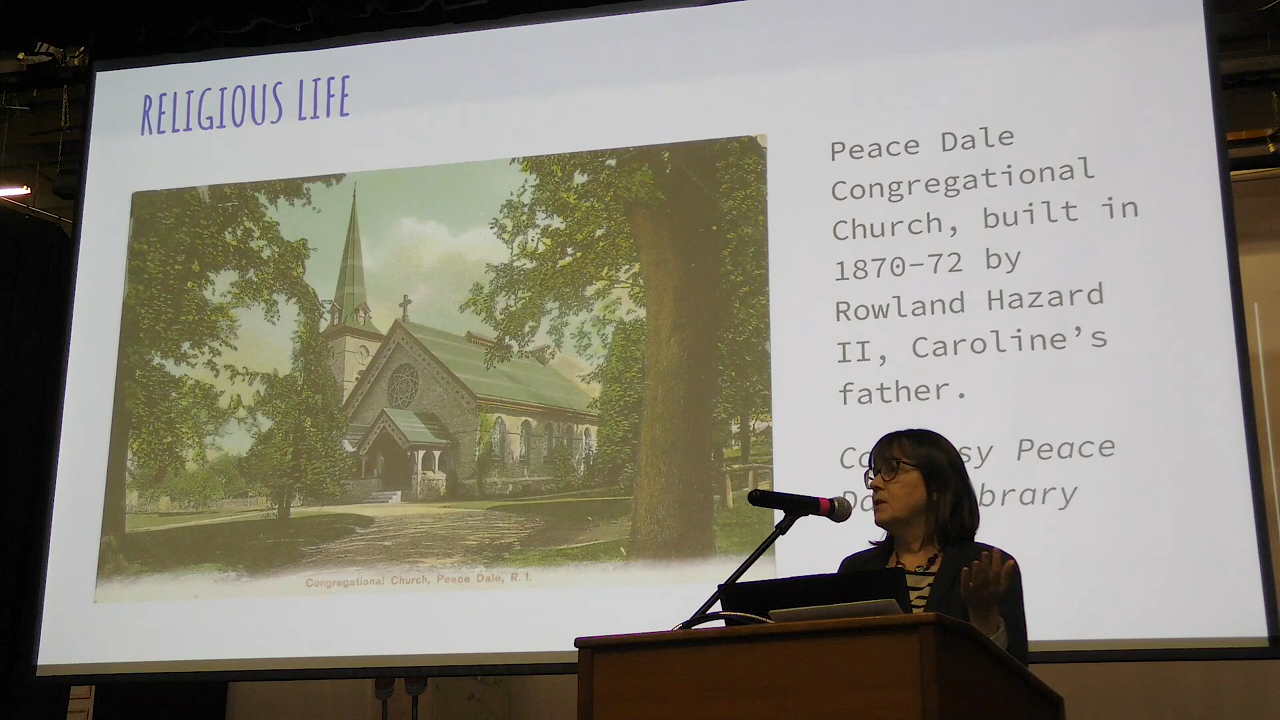 RELIGIOUS LIFE
Peace Dale
Congregational
Church, built in
1870-72 by
Rowland Hazard
II, Caroline's
father.
Peace
Congregational Church, Peace Dale, R. I.